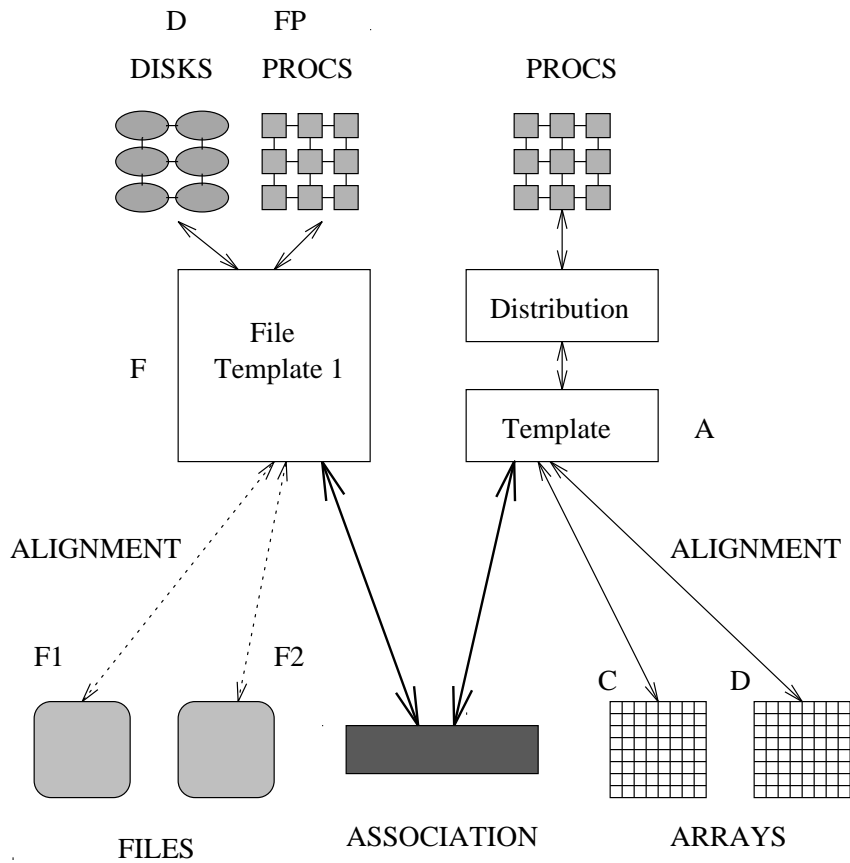 D FP
DISKS PROCS PROCS
Distribution
File
Template 1
F
Template
A
ALIGNMENT ALIGNMENT
F1 F2
C D
FILES
ASSOCIATION
ARRAYS